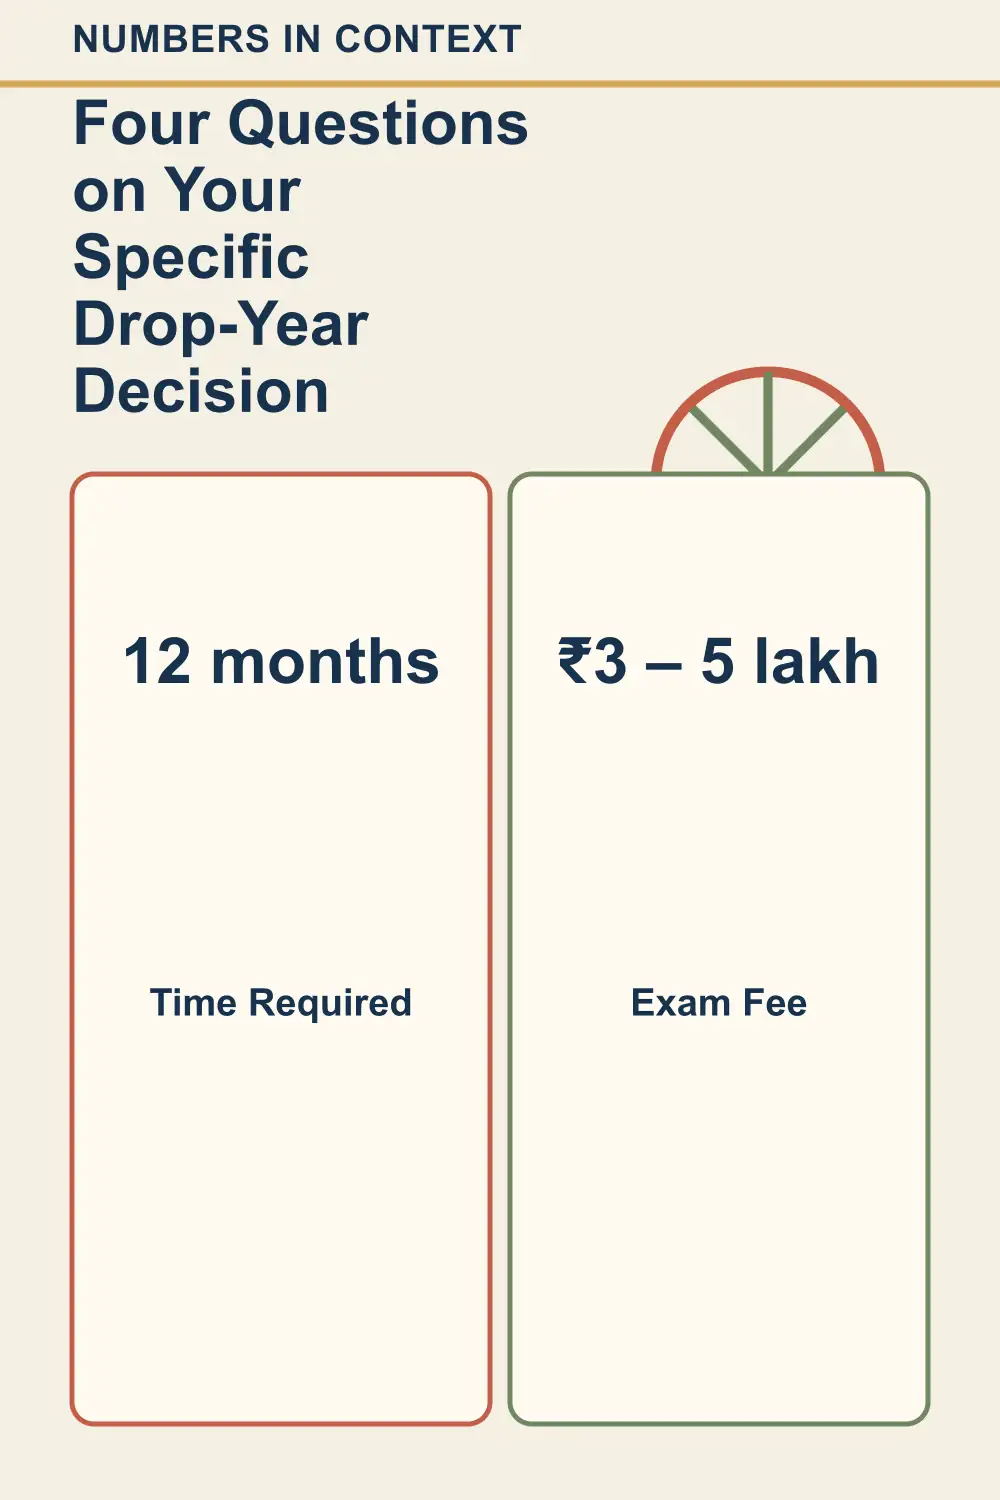 NUMBERS IN CONTEXT
Four Questions
on Your
Specific
Drop-Year
Decision
12 months
₹3 – 5 lakh
Time Required
Exam Fee